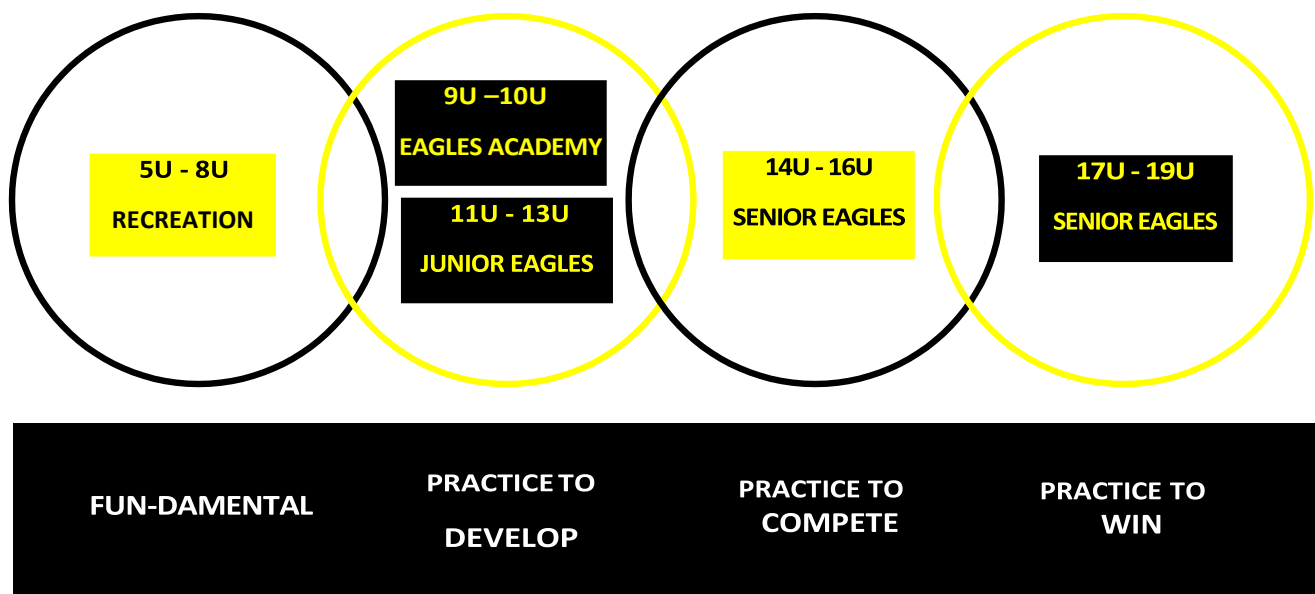 5U - 8U
RECREATION
9U –10U
EAGLES ACADEMY
11U - 13U
JUNIOR EAGLES
14U - 16U
SENIOR EAGLES
17U - 19U
SENIOR EAGLES
FUN-DAMENTAL
PRACTICE TO
DEVELOP
PRACTICE TO
COMPETE
PRACTICE TO
WIN